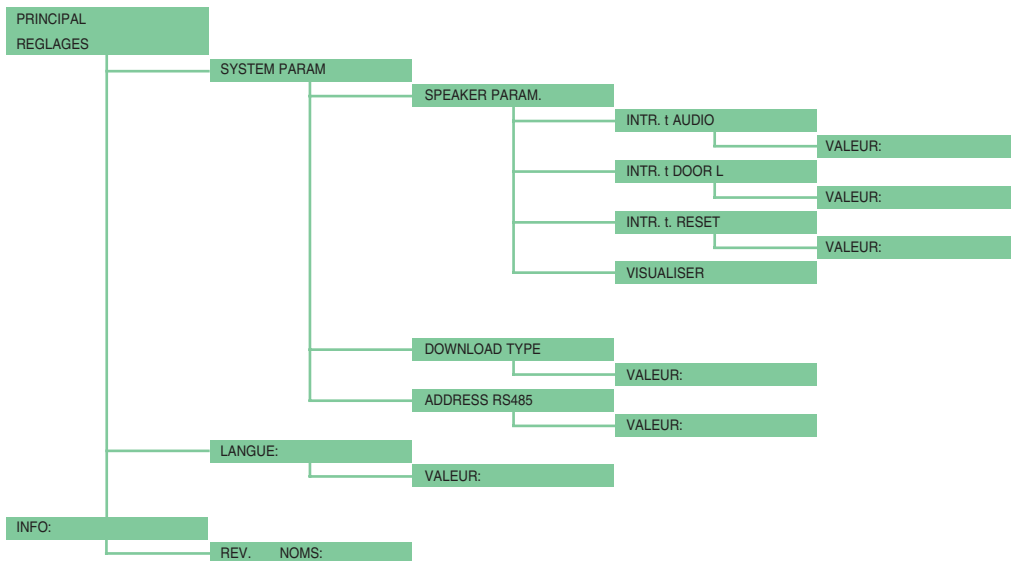 PRINCIPAL
REGLAGES
SYSTEM PARAM
SPEAKER PARAM.
INTR. t AUDIO
VALEUR:
INTR. t DOOR L
VALEUR:
INTR. t. RESET
VALEUR:
VISUALISER
DOWNLOAD TYPE
VALEUR:
ADDRESS RS485
VALEUR:
LANGUE:
VALEUR:
INFO:
REV. NOMS: